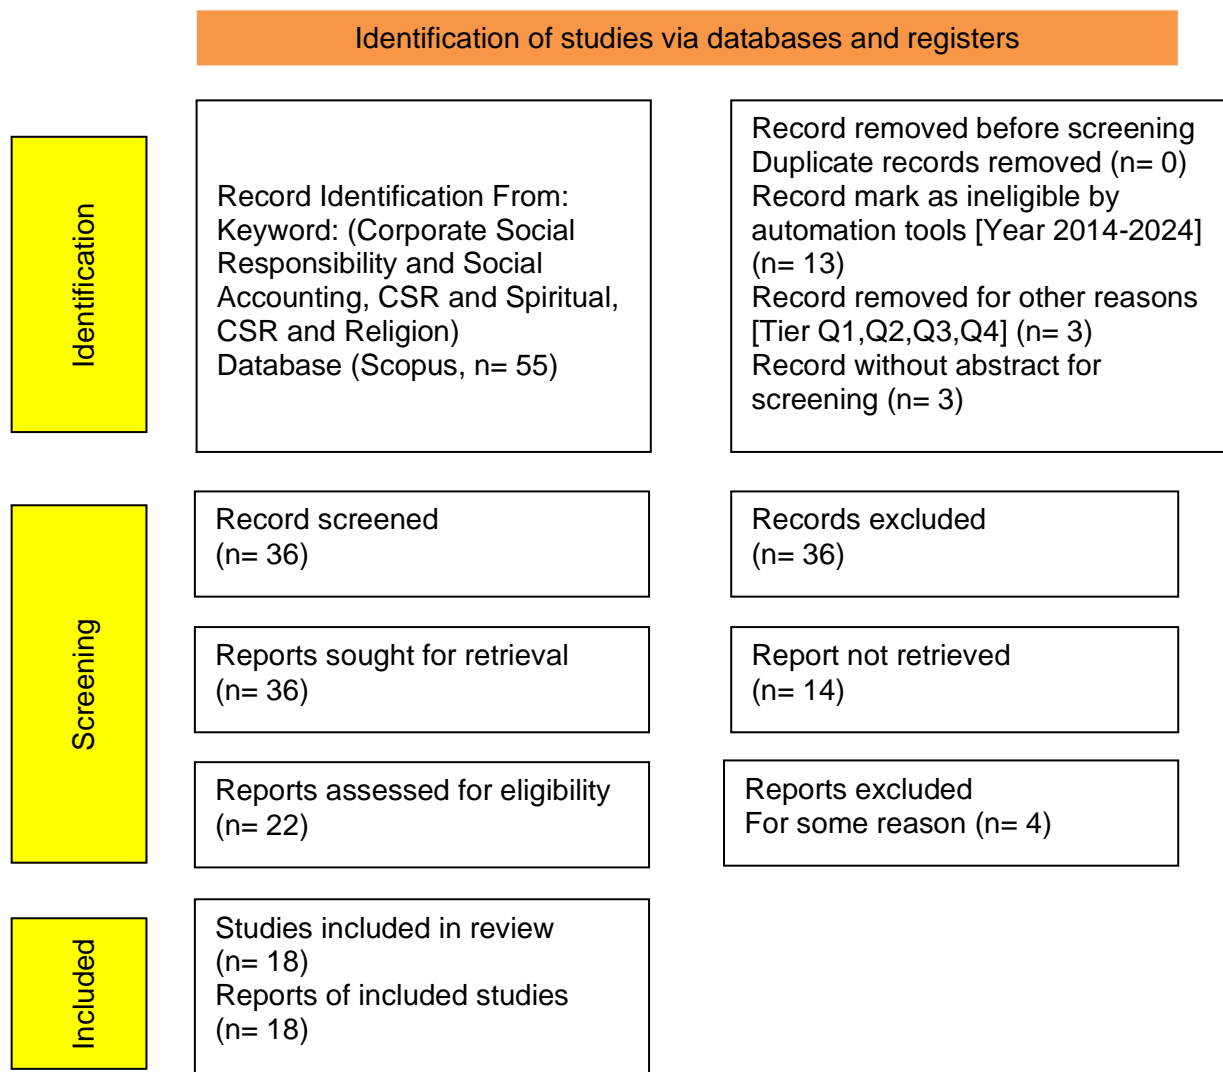 Identification of studies via databases and registers
Identification
Record Identification From:
Keyword: (Corporate Social
Responsibility and Social
Accounting, CSR and Spiritual,
CSR and Religion)
Database (Scopus, n= 55)
Record removed before screening
Duplicate records removed (n= 0)
Record mark as ineligible by
automation tools [Year 2014-2024]
(n= 13)
Record removed for other reasons
[Tier Q1,Q2,Q3,Q4] (n= 3)
Record without abstract for
screening (n= 3)
Screening
Record screened
(n= 36)
Records excluded
(n= 36)
Reports sought for retrieval
(n= 36)
Report not retrieved
(n= 14)
Reports assessed for eligibility
(n= 22)
Reports excluded
For some reason (n= 4)
Included
Studies included in review
(n= 18)
Reports of included studies
(n= 18)